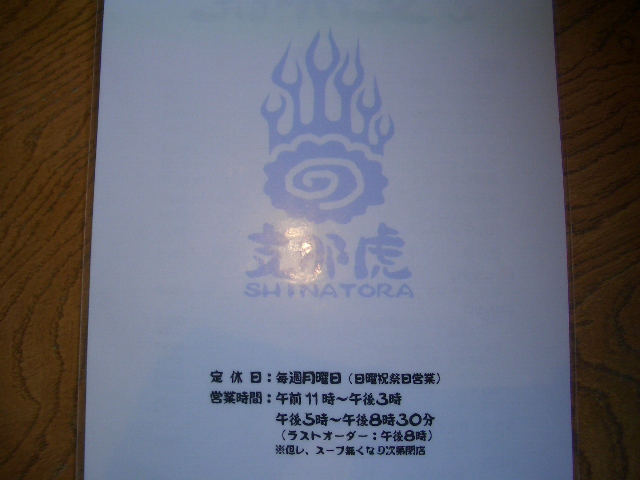 支那虎
SHINATORA
定休日：毎週月曜日（日曜祝祭日営業）
営業時間：午前11時～午後3時
午後5時～午後8時30分
（ラストオーダー：午後8時）
※但し、スープ無くなり次第閉店